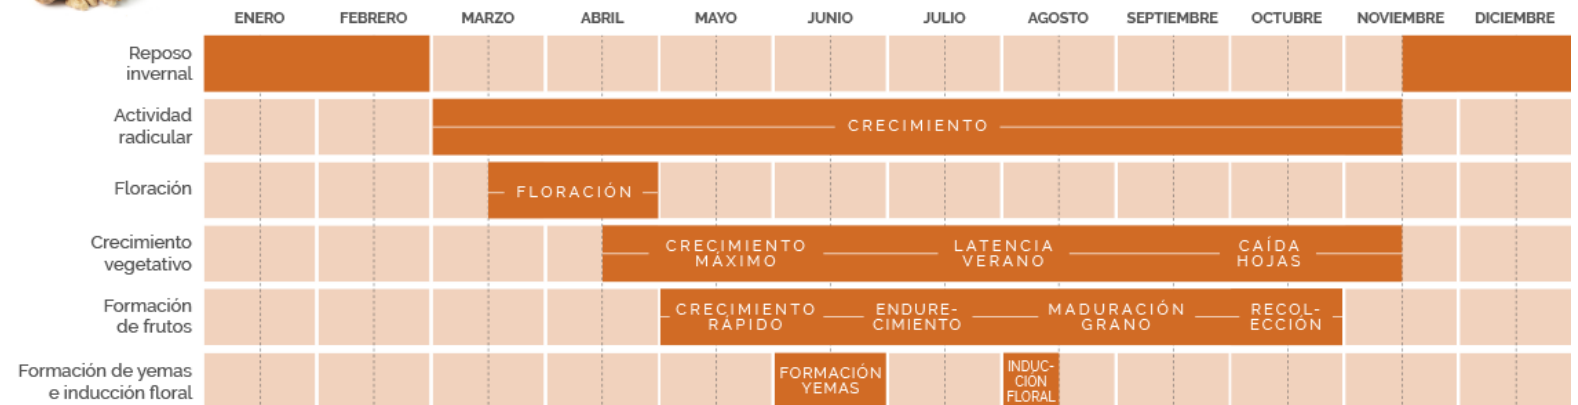 ENERO FEBRERO MARZO ABRIL MAYO JUNIO JULIO AGOSTO SEPTIEMBRE OCTUBRE NOVIEMBRE DICIEMBRE
Reposo
invernal
Actividad
radicular
CRECIMIENTO
Floración
FLORACIÓN
Crecimiento
vegetativo
CRECIMIENTO
MÁXIMO
LATENCIA
VERANO
CAÍDA
HOJAS
Formación
de frutos
CRECIMIENTO
RÁPIDO
ENDURE-
CIMIENTO
MADURACIÓN
GRANO
RECOL-
ECCIÓN
Formación de yemas
e inducción floral
FORMACIÓN
YEMAS
INDUC-
CIÓN
FLORAL